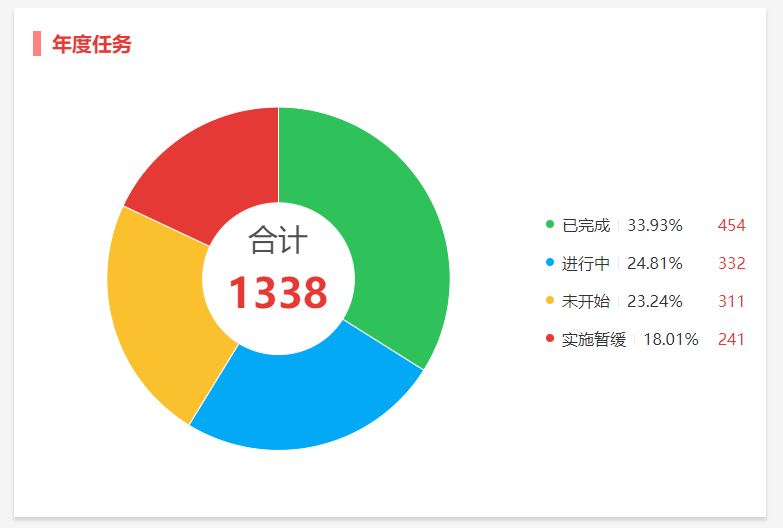 年度任务
合计
1338
已完成 33.93% 454
进行中 24.81% 332
未开始 23.24% 311
实施暂缓 18.01% 241